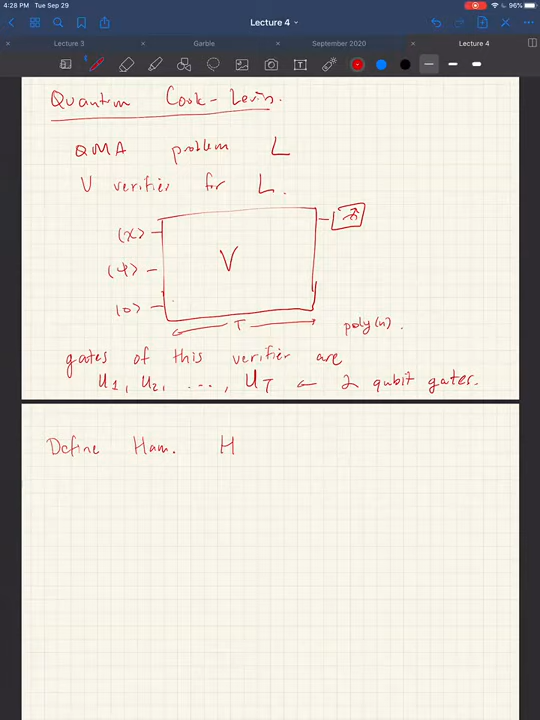 4:28 PM Tue Sep 29
96%
Lecture 4
Lecture 3
Garble
September 2020
Lecture 4
Quantum Cook-Levin.
QMA problem L
V verifier for L.
|x⟩
|ψ⟩
|0⟩
V
T
poly(n).
gates of this verifier are
U1, U2, ..., UT ← 2 qubit gates.
Define Ham. H